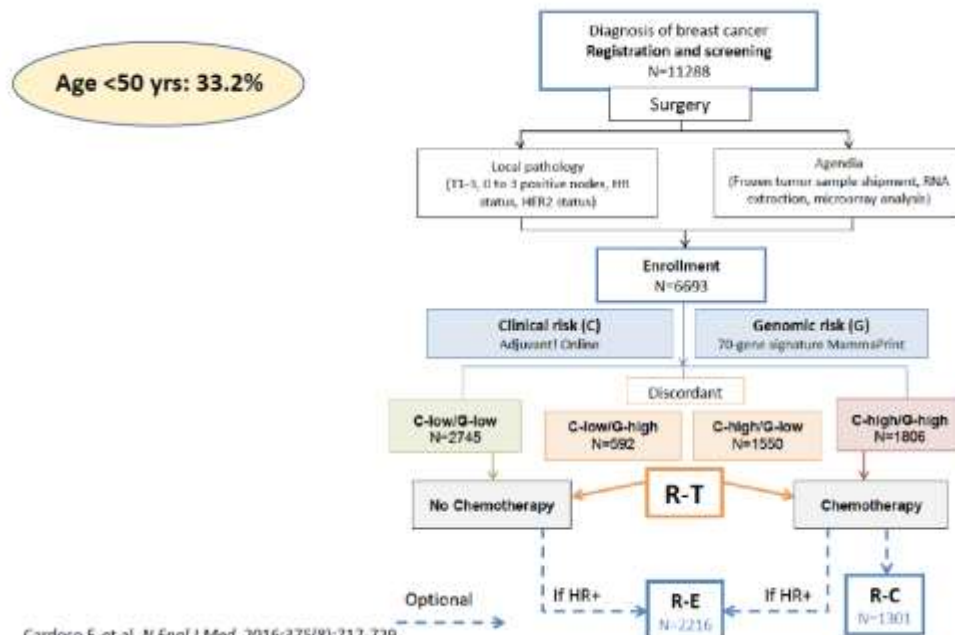 Age <50 yrs: 33.2%
Diagnosis of breast cancer
Registration and screening
N=11288
Surgery
Local pathology
(T1-3, 0 to 3 positive nodes, HR
status, HER2 status)
Agendia
(Frozen tumor sample shipment, RNA
extraction, microarray analysis)
Enrollment
N=6693
Clinical risk (C)
Adjuvant! Online
Genomic risk (G)
70-gene signature MammaPrint
Discordant
C-low/G-low
N=2745
C-low/G-high
N=592
C-high/G-low
N=1550
C-high/G-high
N=1806
No Chemotherapy
R-T
Chemotherapy
Optional
If HR+
R-E
N=2216
If HR+
R-C
N=1301
Cardoso F, et al. N Engl J Med. 2016;375(8):717-729